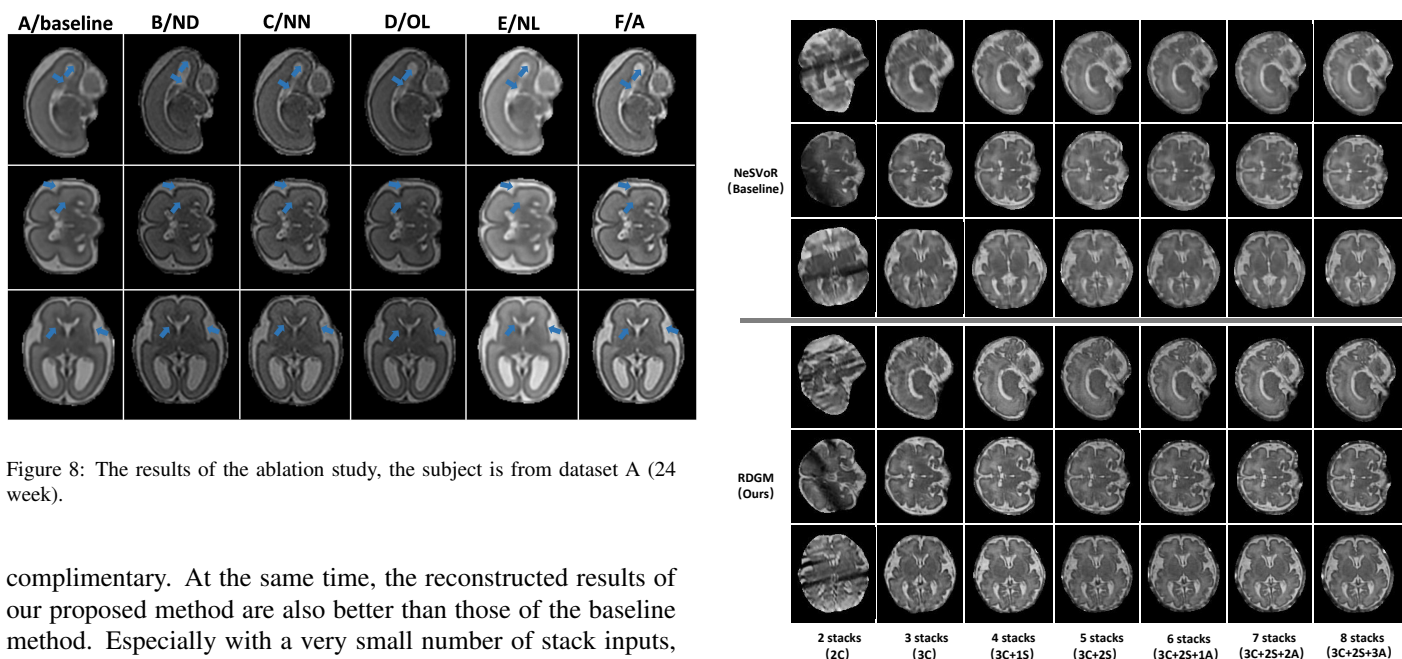 A/baseline B/ND C/NN D/OL E/NL F/A
Figure 8: The results of the ablation study, the subject is from dataset A (24
week).
complimentary. At the same time, the reconstructed results of
our proposed method are also better than those of the baseline
method. Especially with a very small number of stack inputs,
NeSVoR
(Baseline)
RDGM
(Ours)
2 stacks 3 stacks 4 stacks 5 stacks 6 stacks 7 stacks 8 stacks
(2C) (3C) (3C+1S) (3C+2S) (3C+2S+1A) (3C+2S+2A) (3C+2S+3A)